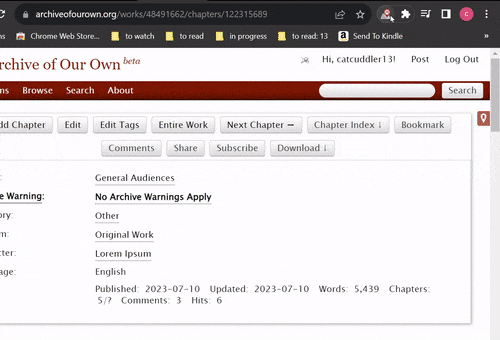 archiveofourown.org/works/48491662/chapters/122315689
Chrome Web Store... to watch to read in progress to read: 13 Send To Kindle
rchive of Our Own beta
Hi, catcuddler13! Post Log Out
ms Browse Search About Search
dd Chapter Edit Edit Tags Entire Work Next Chapter → Chapter Index ↓ Bookmark
Comments Share Subscribe Download ↓
: General Audiences
e Warning: No Archive Warnings Apply
ory: Other
m: Original Work
cter: Lorem Ipsum
age: English
Published: 2023-07-10 Updated: 2023-07-10 Words: 5,439 Chapters:
5/? Comments: 3 Hits: 6